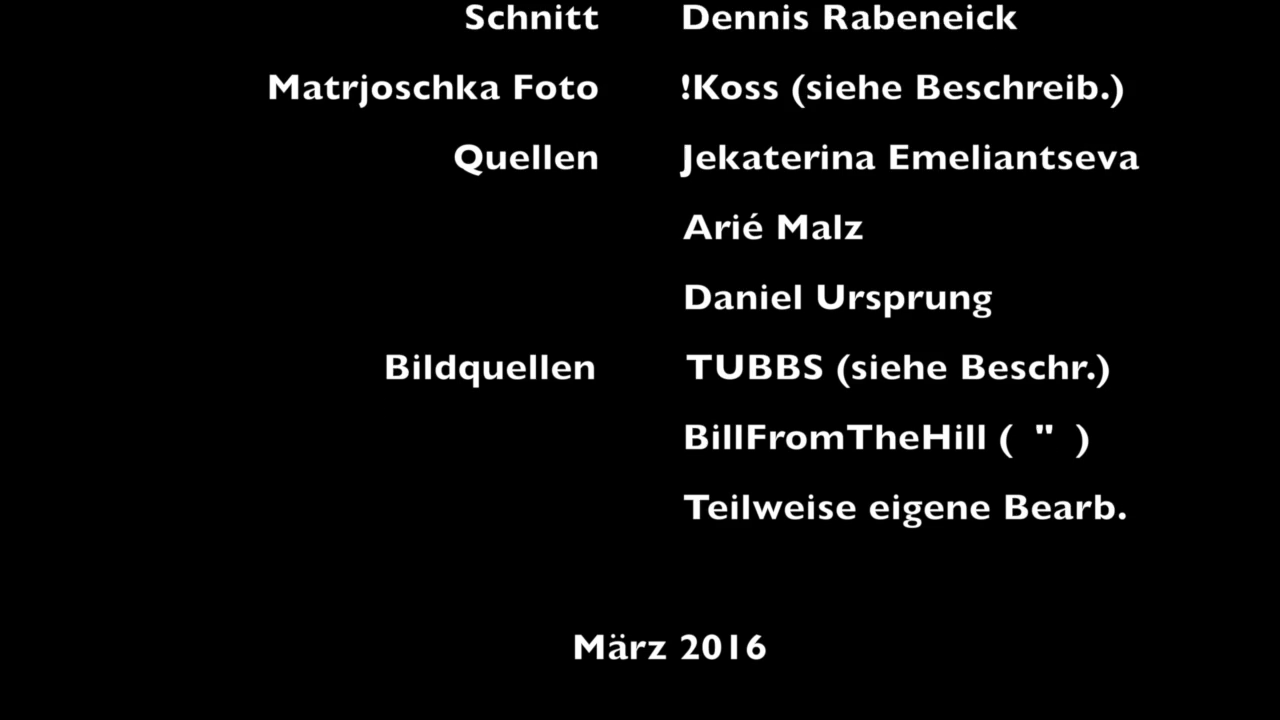 Schnitt Dennis Rabeneick
Matrjoschka Foto !Koss (siehe Beschreib.)
Quellen Jekaterina Emeliantseva
Arié Malz
Daniel Ursprung
Bildquellen TUBBS (siehe Beschr.)
BillFromTheHill ( " )
Teilweise eigene Bearb.
März 2016